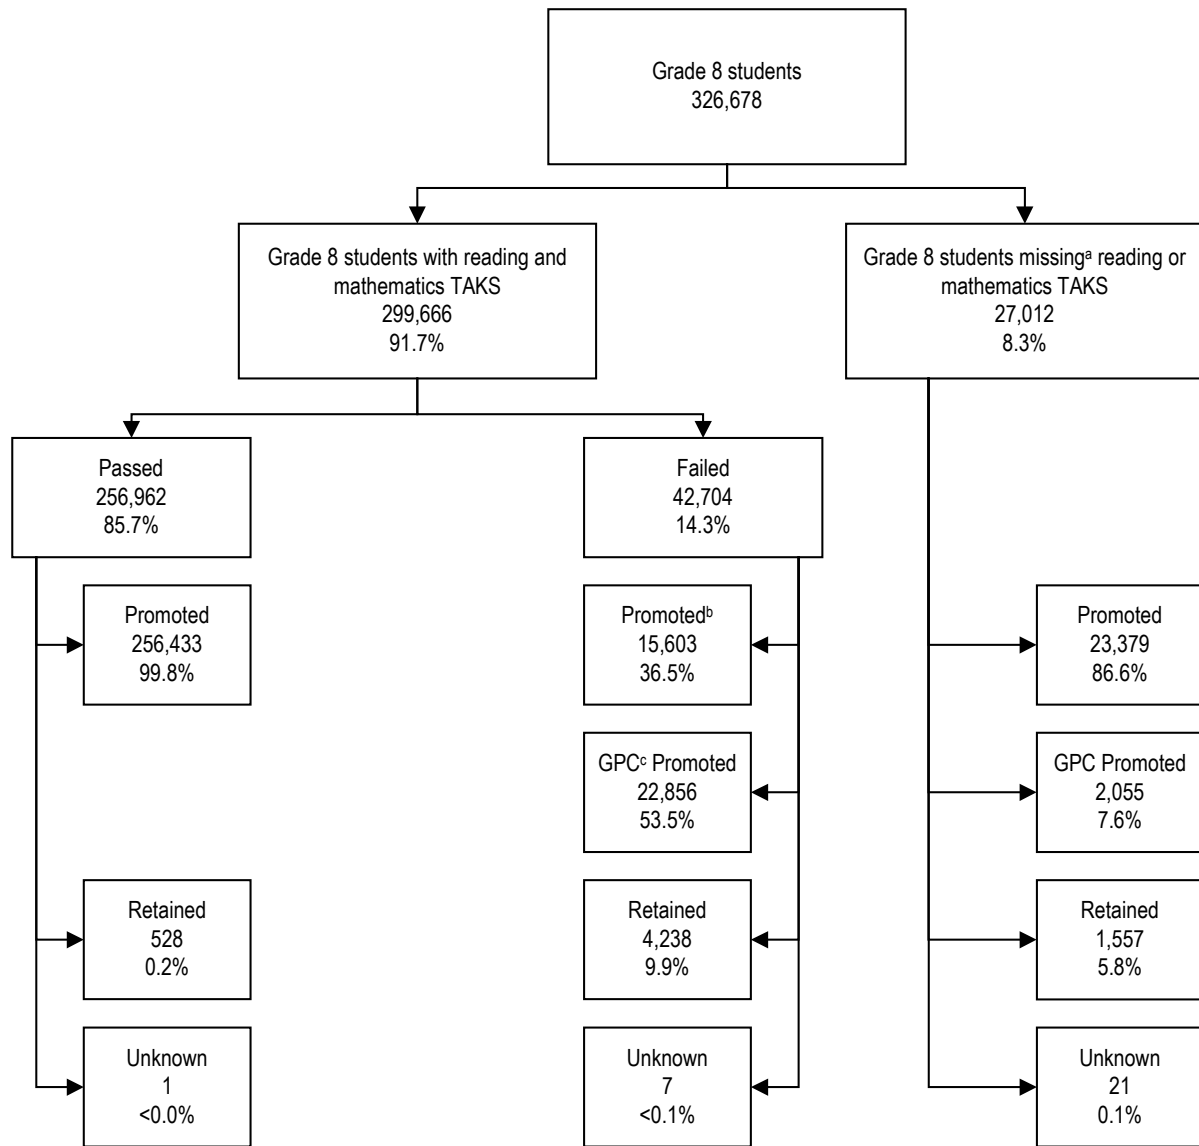 Grade 8 students
326,678
Grade 8 students with reading and
mathematics TAKS
299,666
91.7%
Grade 8 students missingᵃ reading or
mathematics TAKS
27,012
8.3%
Passed
256,962
85.7%
Failed
42,704
14.3%
Promoted
256,433
99.8%
Promotedᵇ
15,603
36.5%
Promoted
23,379
86.6%
GPCᶜ Promoted
22,856
53.5%
GPC Promoted
2,055
7.6%
Retained
528
0.2%
Retained
4,238
9.9%
Retained
1,557
5.8%
Unknown
1
<0.0%
Unknown
7
<0.1%
Unknown
21
0.1%